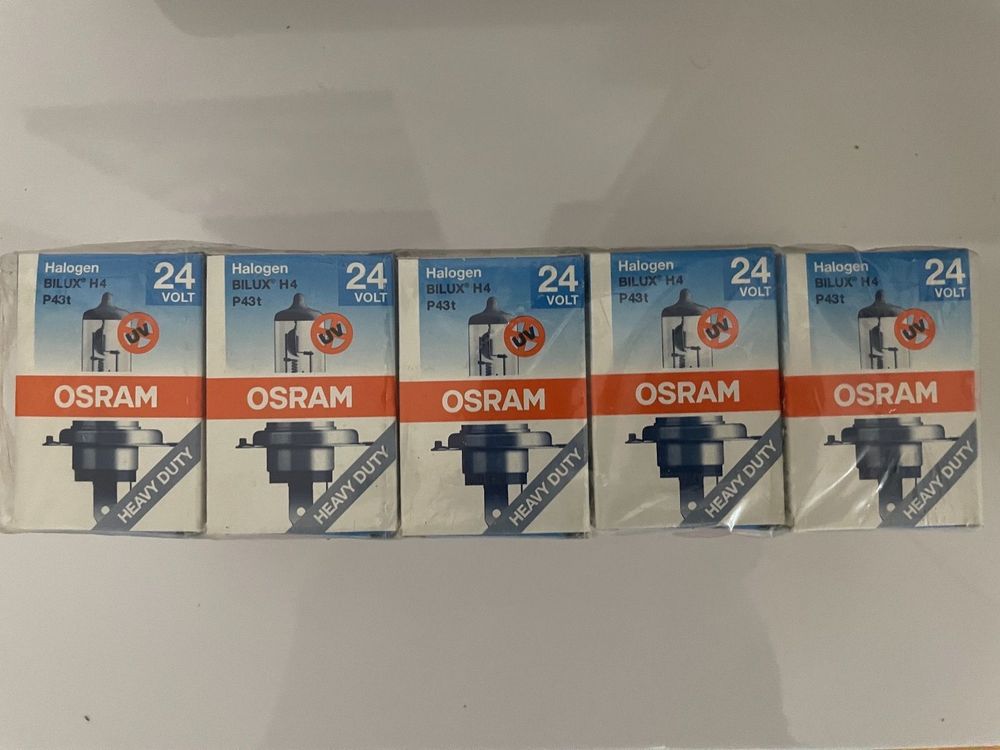 Halogen
BILUX® H4
P43t
24
VOLT
UV
OSRAM
HEAVY DUTY
Halogen
BILUX® H4
P43t
24
VOLT
UV
OSRAM
HEAVY DUTY
Halogen
BILUX® H4
P43t
24
VOLT
UV
OSRAM
HEAVY DUTY
Halogen
BILUX® H4
P43t
24
VOLT
UV
OSRAM
HEAVY DUTY
Halogen
BILUX® H4
P43t
24
VOLT
UV
OSRAM
HEAVY DUTY